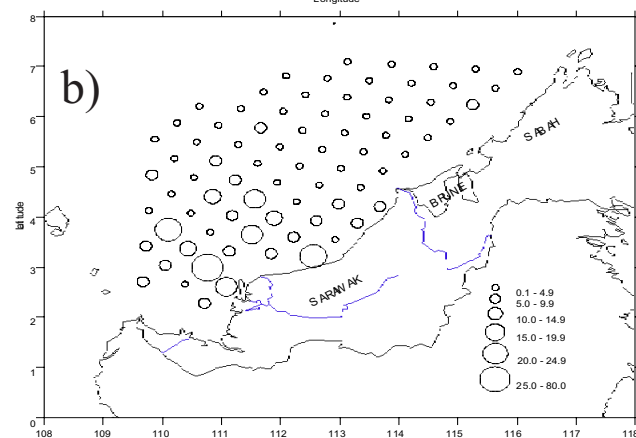 Longitude
b)
8
7
6
5
4
3
2
1
0
latitude
SABAH
BRINE
SARAWAK
0.1 - 4.9
5.0 - 9.9
10.0 - 14.9
15.0 - 19.9
20.0 - 24.9
25.0 - 80.0
108 109 110 111 112 113 114 115 116 117 118